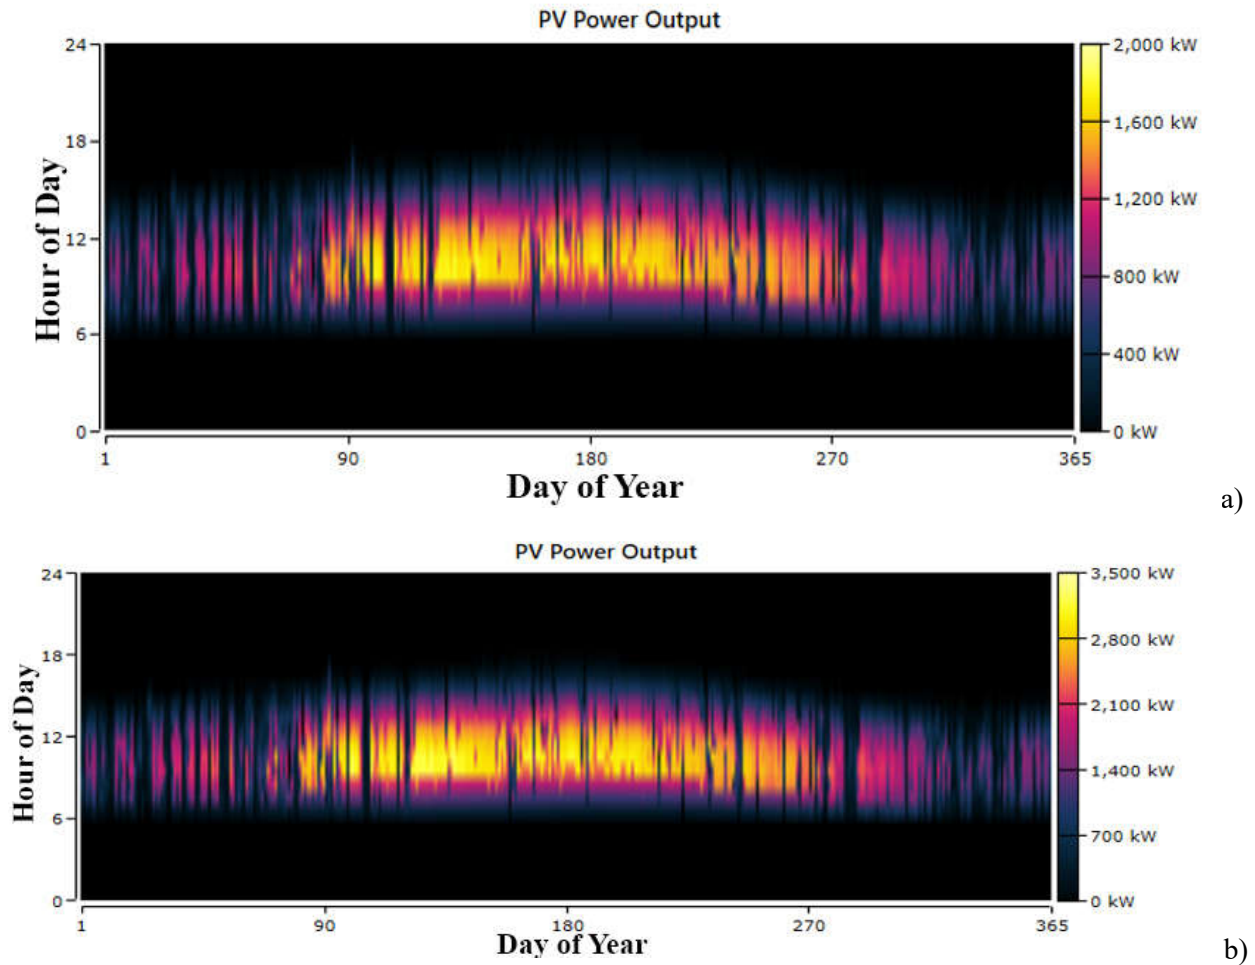 PV Power Output
24
18
12
6
0
Hour of Day
1 90 180 270 365
Day of Year
2,000 kW
1,600 kW
1,200 kW
800 kW
400 kW
0 kW
a)
PV Power Output
24
18
12
6
0
Hour of Day
1 90 180 270 365
Day of Year
3,500 kW
2,800 kW
2,100 kW
1,400 kW
700 kW
0 kW
b)